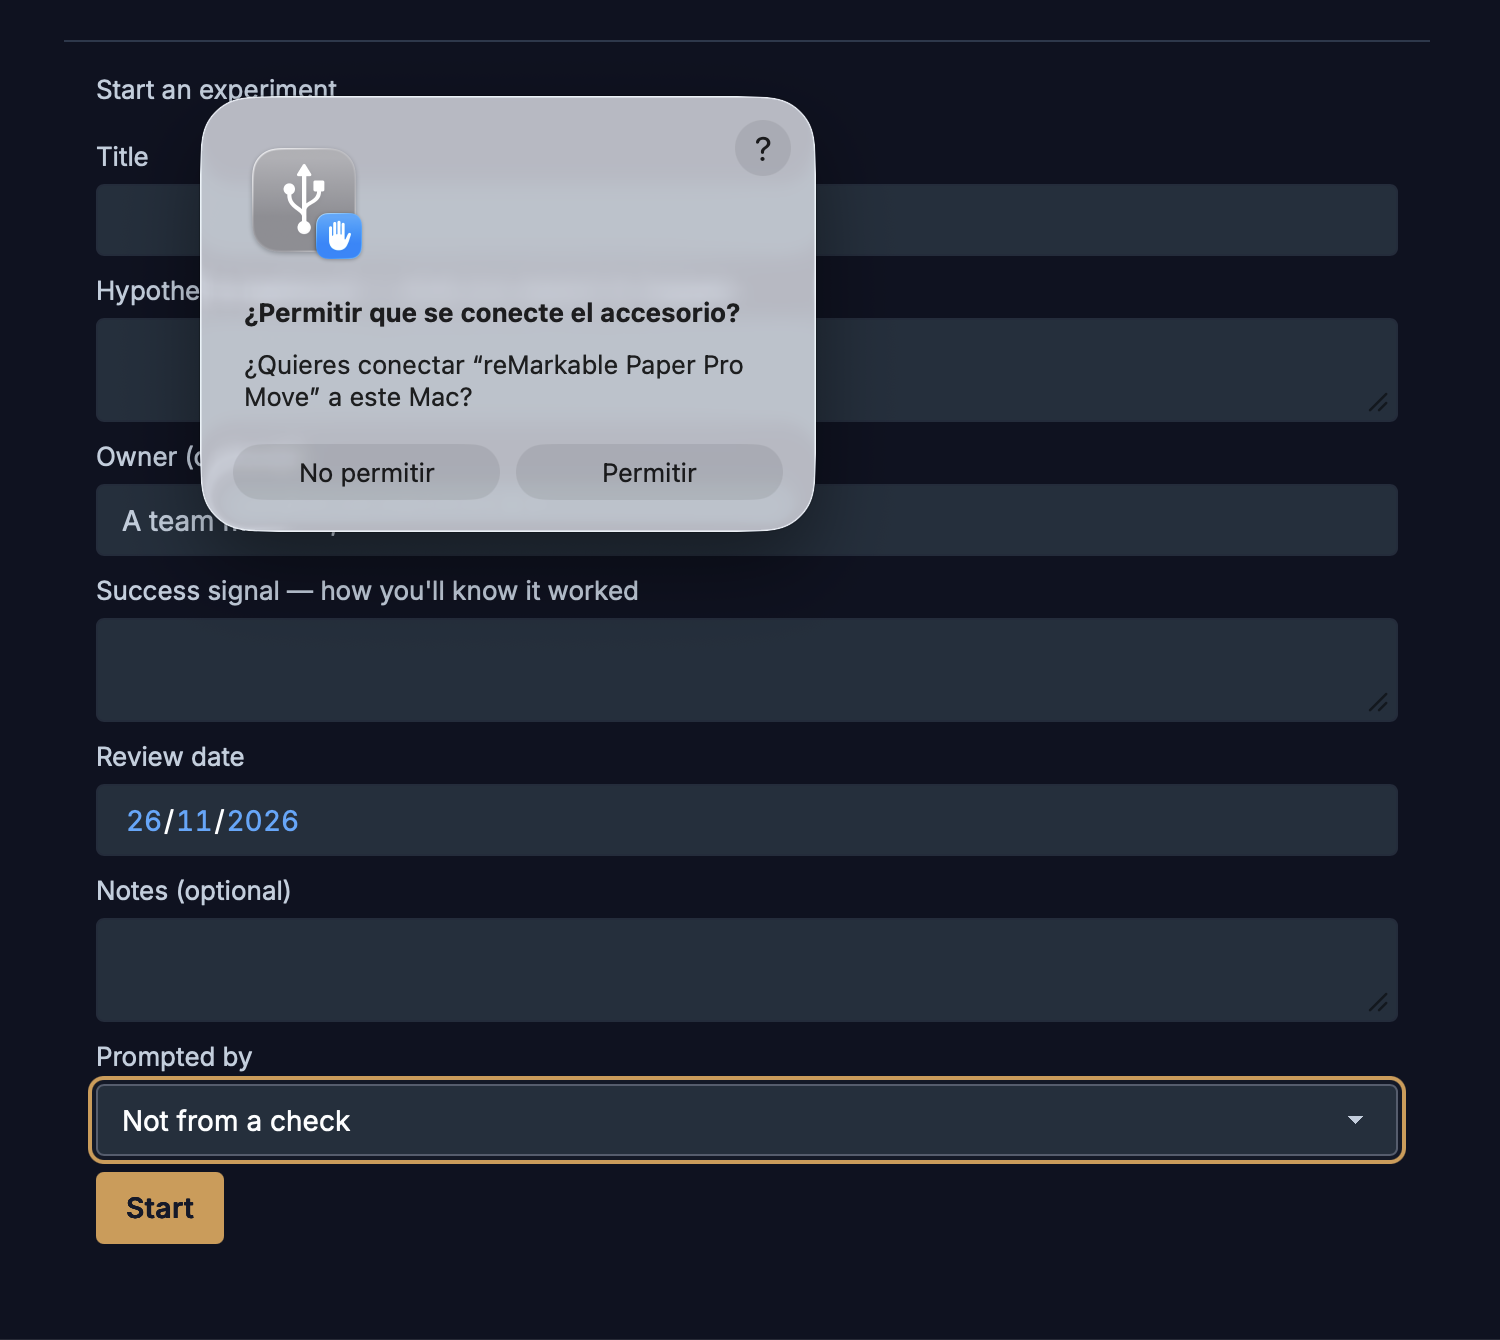 Start an experiment
Title
?
¿Permitir que se conecte el accesorio?
¿Quieres conectar “reMarkable Paper Pro
Move” a este Mac?
No permitir
Permitir
Owner
A team
Success signal — how you'll know it worked
Review date
26/11/2026
Notes (optional)
Prompted by
Not from a check
Start